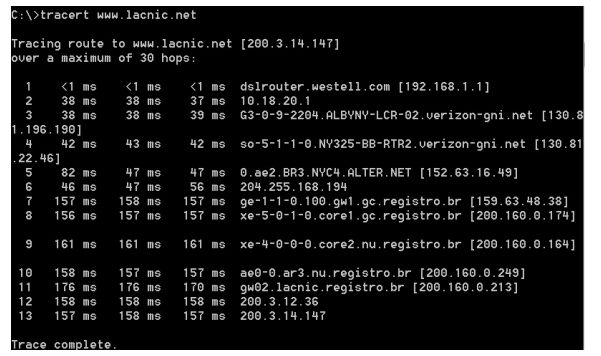 C:\>tracert www.lacnic.net
Tracing route to www.lacnic.net [200.3.14.147]
over a maximum of 30 hops:
1 <1 ms <1 ms <1 ms dslrouter.westell.com [192.168.1.1]
2 38 ms 38 ms 37 ms 10.18.20.1
3 38 ms 38 ms 39 ms G3-0-9-2204.ALBYNY-LCR-02.verizon-gni.net [130.8
1.196.190]
4 42 ms 43 ms 42 ms so-5-1-1-0.NY325-BB-RTR2.verizon-gni.net [130.81
.22.46]
5 82 ms 47 ms 47 ms 0.ae2.BR3.NYC4.ALTER.NET [152.63.16.49]
6 46 ms 47 ms 56 ms 204.255.168.194
7 157 ms 158 ms 157 ms ge-1-1-0.100.gw1.gc.registro.br [159.63.48.38]
8 156 ms 157 ms 157 ms xe-5-0-1-0.core1.gc.registro.br [200.160.0.174]
9 161 ms 161 ms 161 ms xe-4-0-0-0.core2.nu.registro.br [200.160.0.164]
10 158 ms 157 ms 157 ms ae0-0.ar3.nu.registro.br [200.160.0.249]
11 176 ms 176 ms 170 ms gw02.lacnic.registro.br [200.160.0.213]
12 158 ms 158 ms 158 ms 200.3.12.36
13 157 ms 158 ms 157 ms 200.3.14.147
Trace complete.